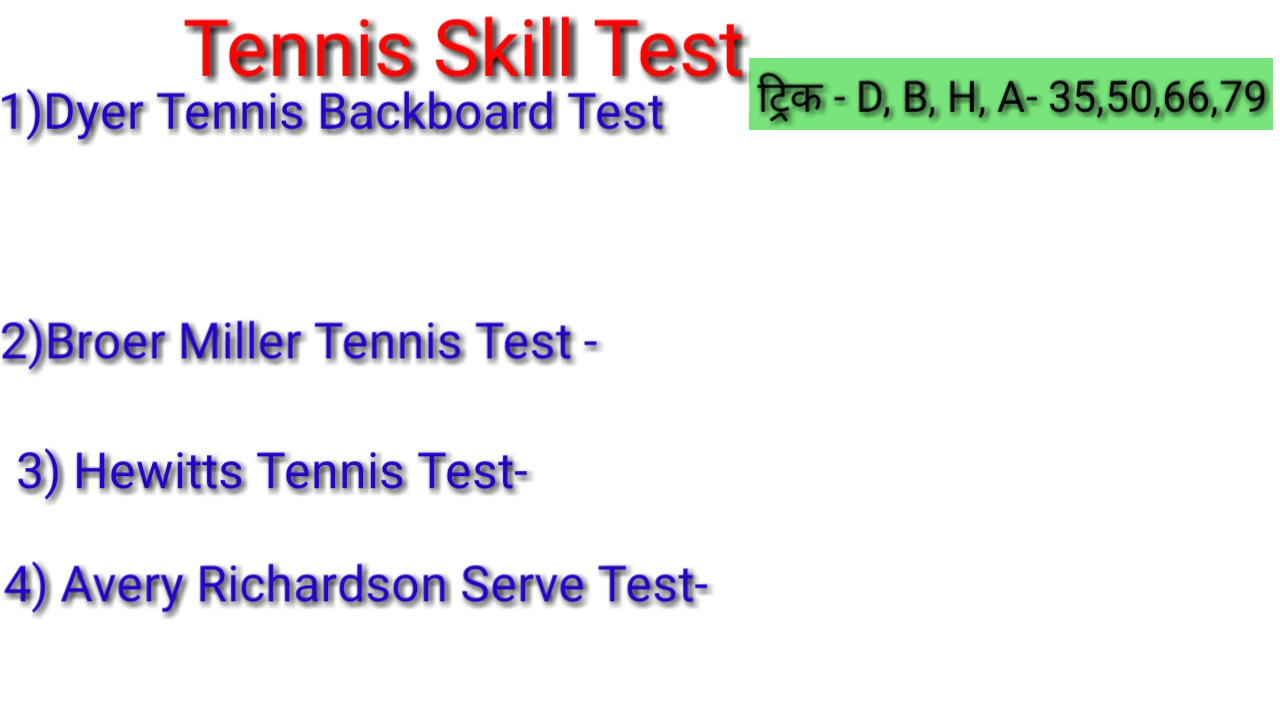 Tennis Skill Test
ट्रिक - D, B, H, A- 35,50,66,79
1)Dyer Tennis Backboard Test
2)Broer Miller Tennis Test -
3) Hewitts Tennis Test-
4) Avery Richardson Serve Test-